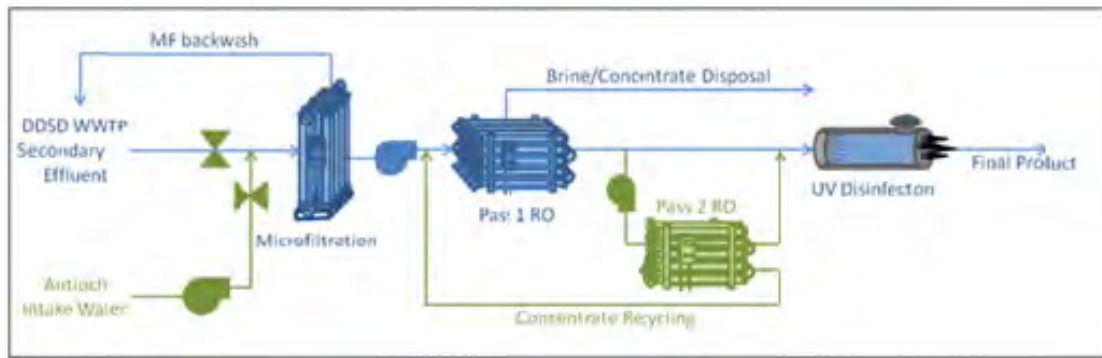 MF backwash
Brine/Concentrate Disposal
DDSD WWTP
Secondary
Effluent
Final Product
Pass 1 RO
Pass 2 RO
UV Disinfecton
Microfiltration
Antioch
Intake Water
Concentrate Recycling